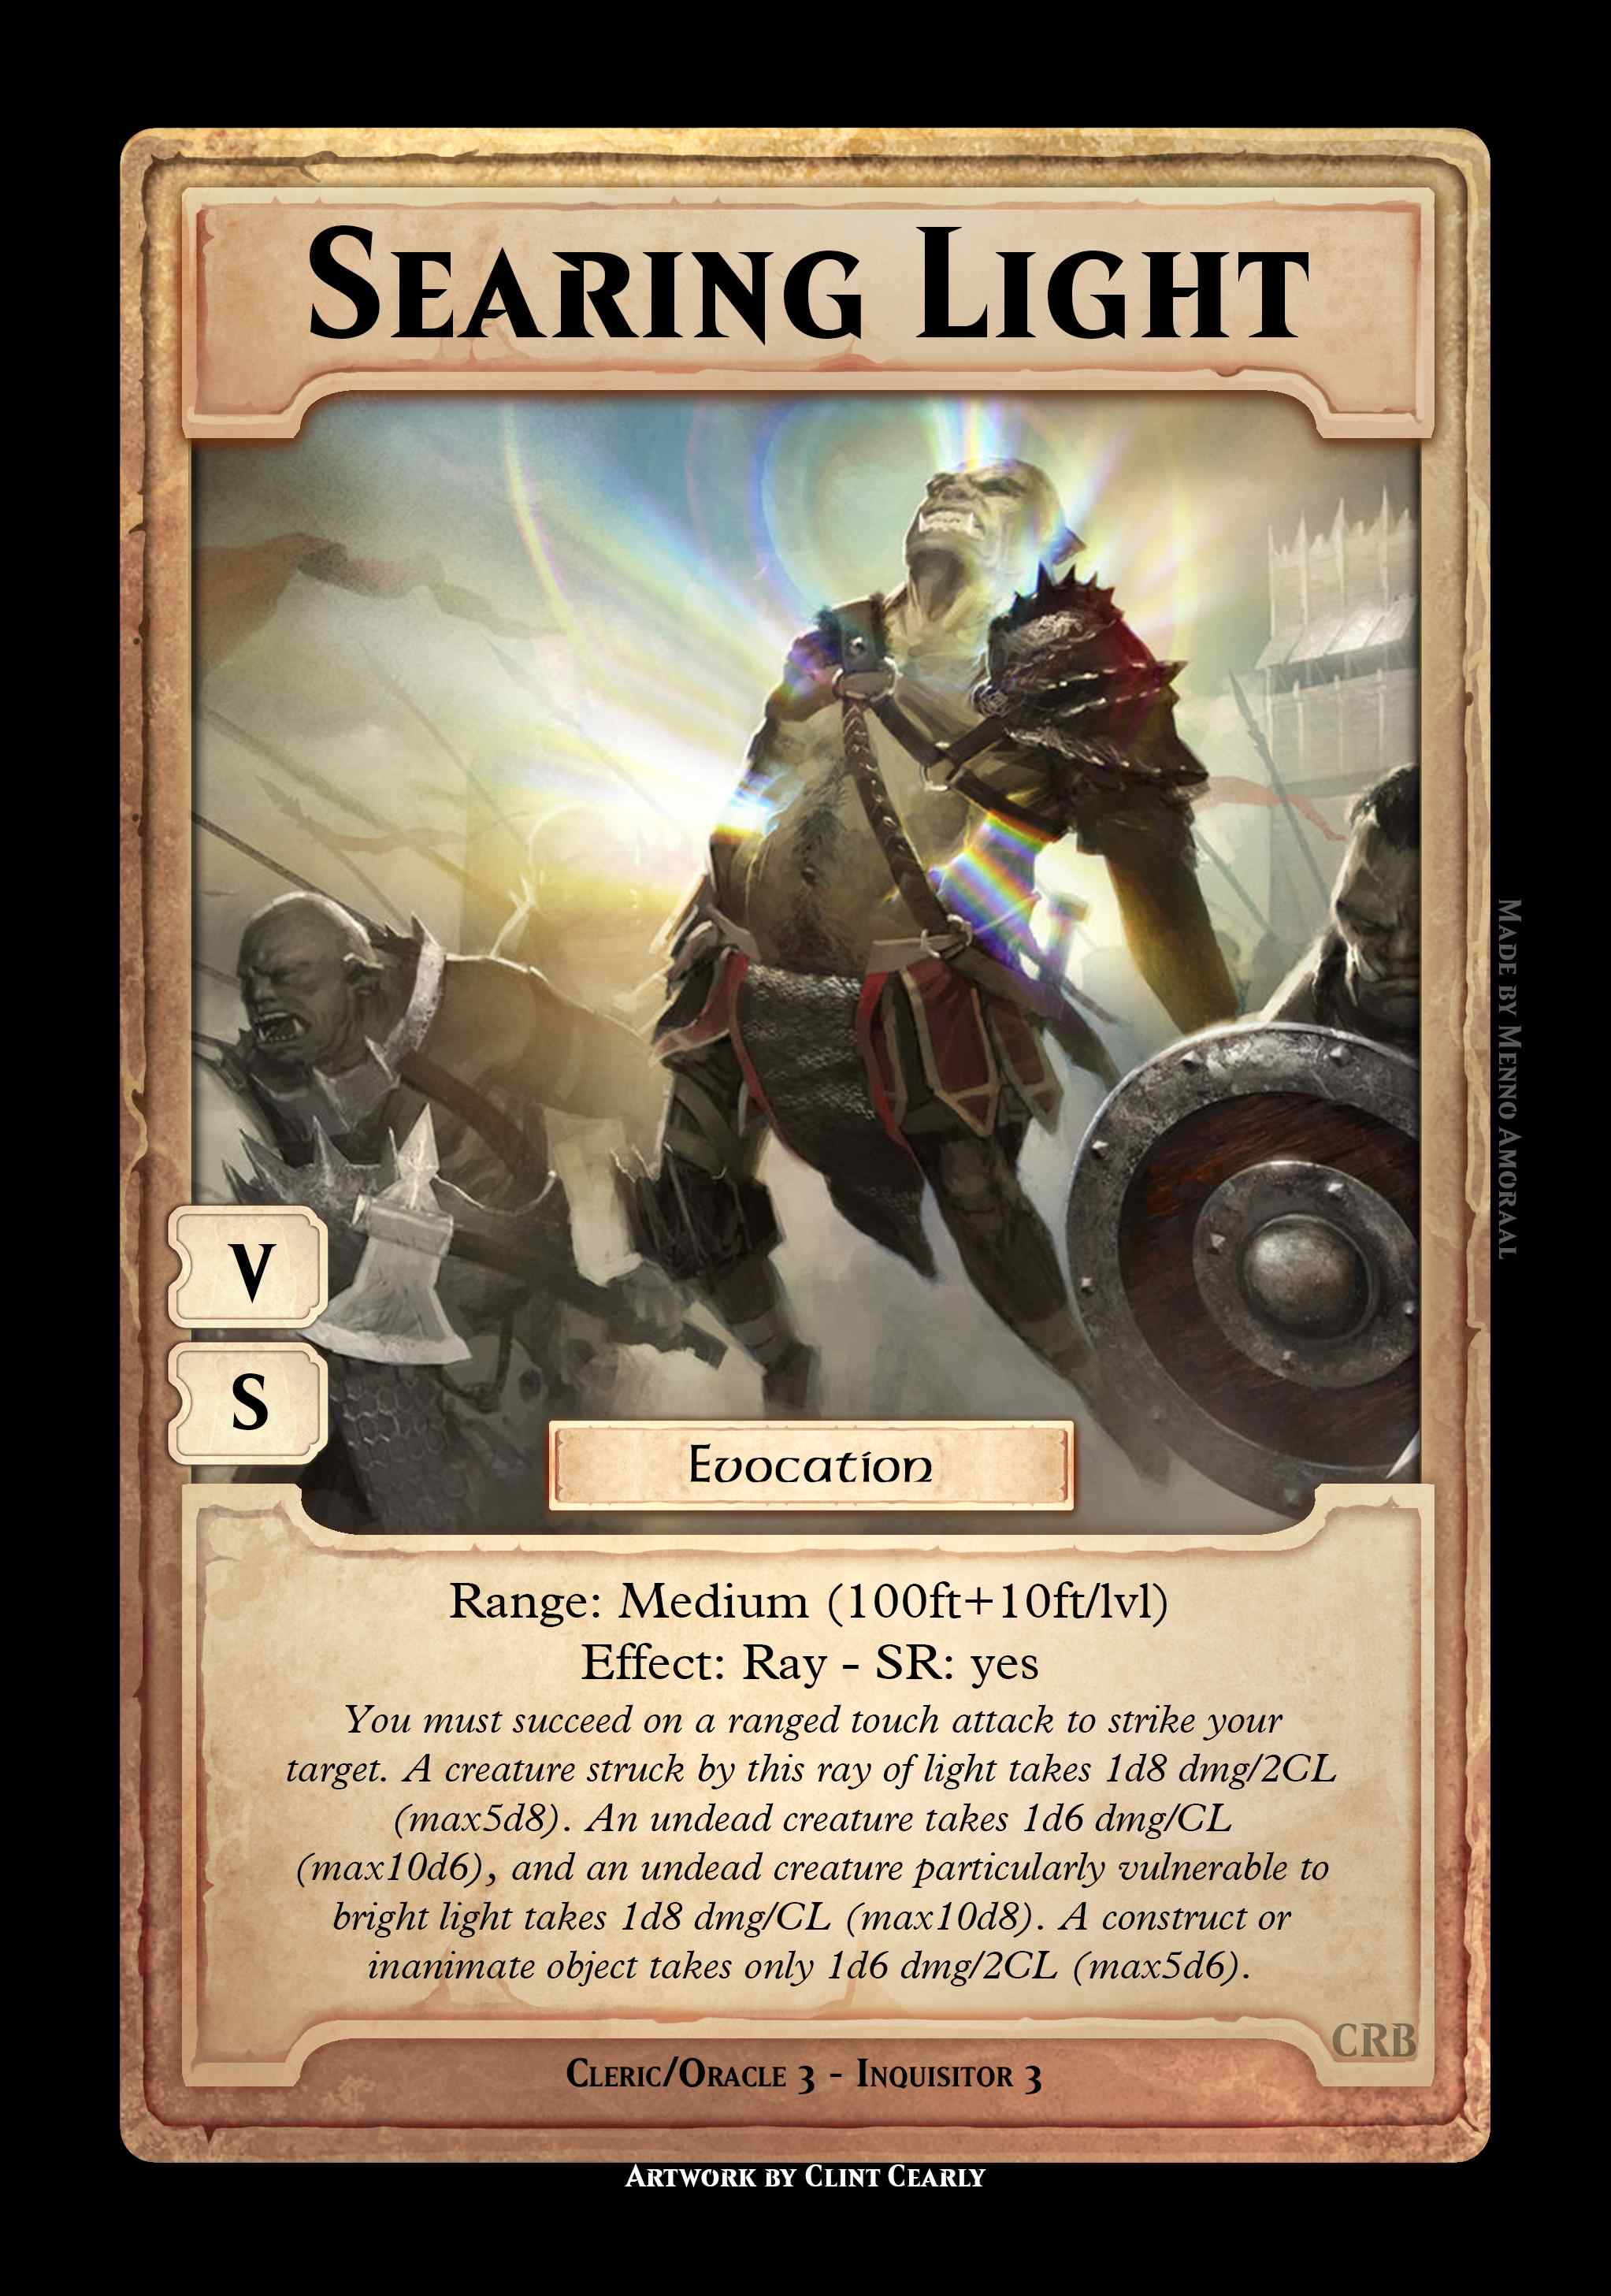 Searing Light
V
S
Evocation
Range: Medium (100ft+10ft/lvl)
Effect: Ray - SR: yes
You must succeed on a ranged touch attack to strike your
target. A creature struck by this ray of light takes 1d8 dmg/2CL
(max5d8). An undead creature takes 1d6 dmg/CL
(max10d6), and an undead creature particularly vulnerable to
bright light takes 1d8 dmg/CL (max10d8). A construct or
inanimate object takes only 1d6 dmg/2CL (max5d6).
CRB
Cleric/Oracle 3 - Inquisitor 3
Artwork by Clint Cearly
Made by Menno Amoraal